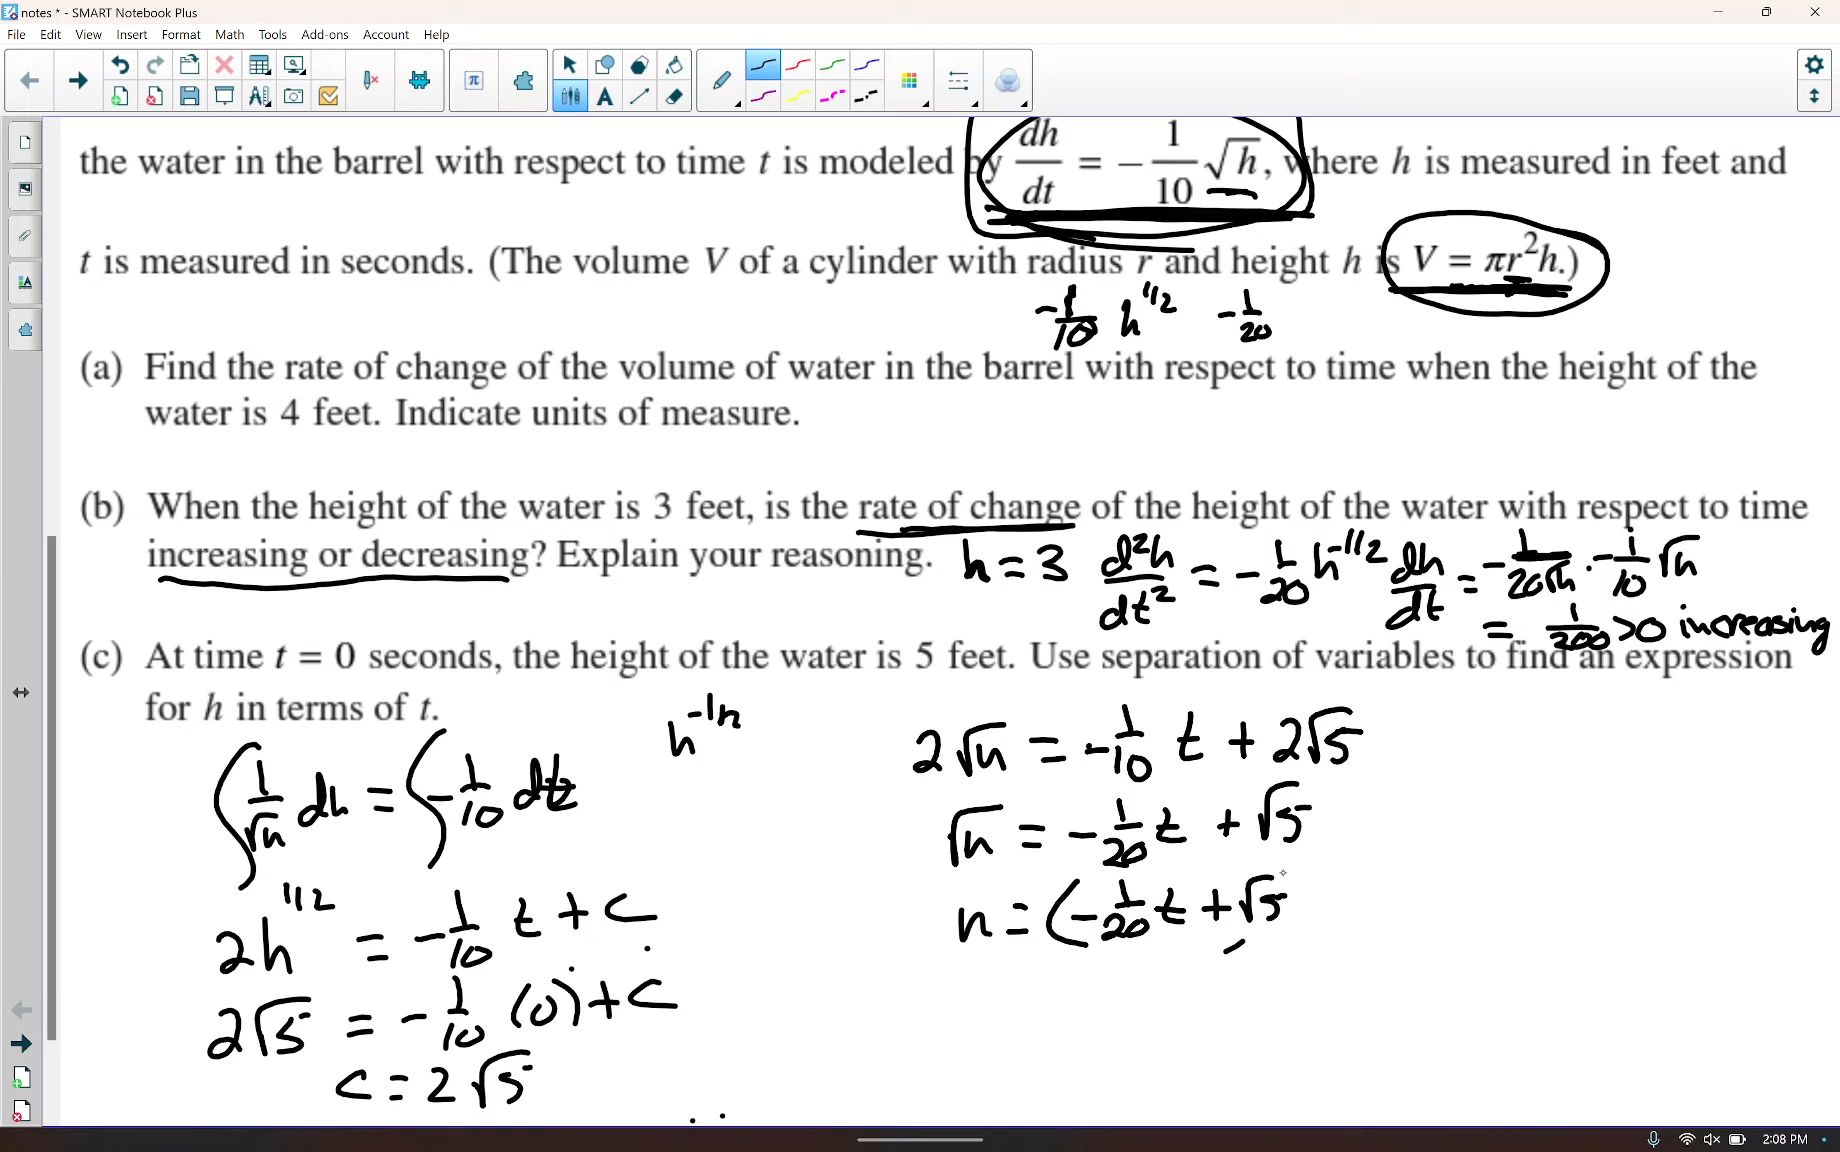 notes * - SMART Notebook Plus
File Edit View Insert Format Math Tools Add-ons Account Help
the water in the barrel with respect to time t is modeled by dh/dt = -1/10 √h, where h is measured in feet and
t is measured in seconds. (The volume V of a cylinder with radius r and height h is V = πr²h.)
-1/10 h^1/2 -1/20
(a) Find the rate of change of the volume of water in the barrel with respect to time when the height of the
water is 4 feet. Indicate units of measure.
(b) When the height of the water is 3 feet, is the rate of change of the height of the water with respect to time
increasing or decreasing? Explain your reasoning. h = 3 d²h/dt² = -1/20 h^-1/2 dh/dt = -1/20√h · -1/10 √h
= 1/200 >0 increasing
(c) At time t = 0 seconds, the height of the water is 5 feet. Use separation of variables to find an expression
for h in terms of t.
h^-1/2
∫ 1/√h dh = ∫ -1/10 dt
2h^1/2 = -1/10 t + C
2√5 = -1/10 (0) + C
C = 2√5
2√h = -1/10 t + 2√5
√h = -1/20 t + √5
h = (-1/20 t + √5
2:08 PM